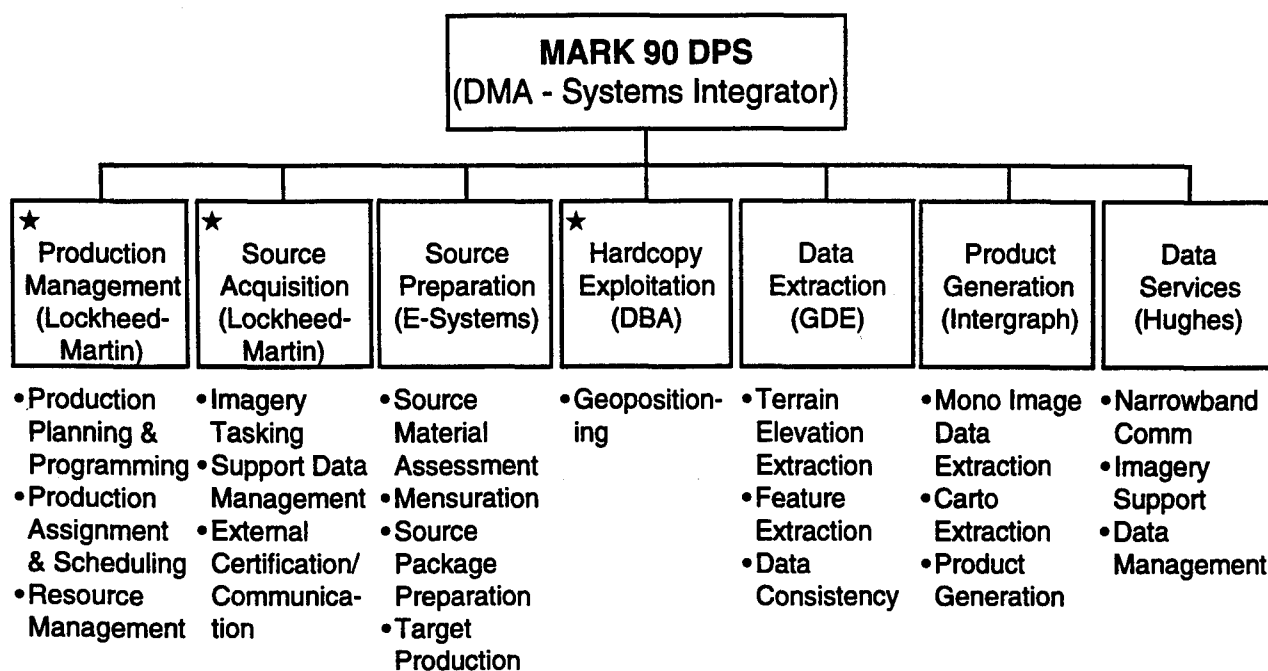 MARK 90 DPS
(DMA - Systems Integrator)
★
Production
Management
(Lockheed-
Martin)
•Production
Planning &
Programming
•Production
Assignment
& Scheduling
•Resource
Management
★
Source
Acquisition
(Lockheed-
Martin)
•Imagery
Tasking
•Support Data
Management
•External
Certification/
Communica-
tion
Source
Preparation
(E-Systems)
•Source
Material
Assessment
•Mensuration
•Source
Package
Preparation
•Target
Production
★
Hardcopy
Exploitation
(DBA)
•Geoposition-
ing
Data
Extraction
(GDE)
•Terrain
Elevation
Extraction
•Feature
Extraction
•Data
Consistency
Product
Generation
(Intergraph)
•Mono Image
Data
Extraction
•Carto
Extraction
•Product
Generation
Data
Services
(Hughes)
•Narrowband
Comm
•Imagery
Support
•Data
Management